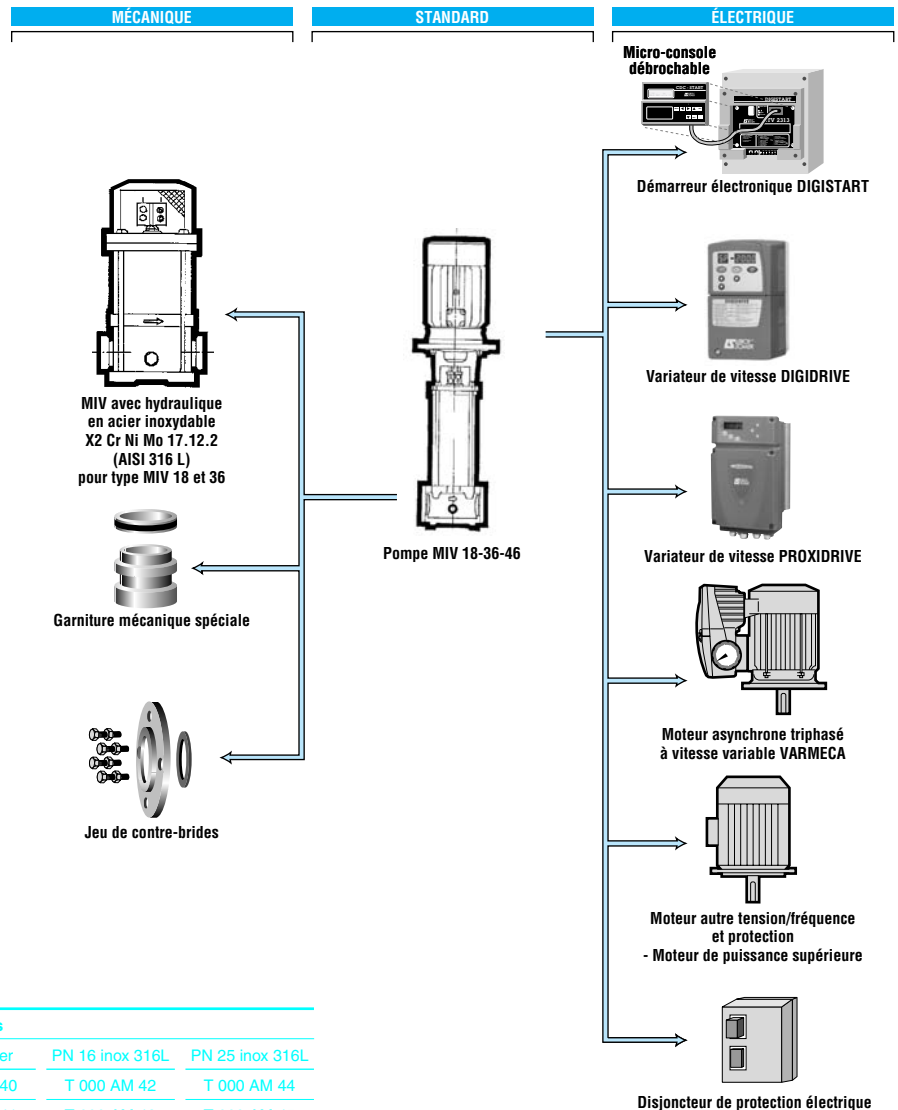 MÉCANIQUE
STANDARD
ÉLECTRIQUE
Micro-console
débrochable
CDC - START
DIGISTART
Démarreur électronique DIGISTART
Variateur de vitesse DIGIDRIVE
MIV avec hydraulique
en acier inoxydable
X2 Cr Ni Mo 17.12.2
(AISI 316 L)
pour type MIV 18 et 36
Pompe MIV 18-36-46
Variateur de vitesse PROXIDRIVE
Garniture mécanique spéciale
Moteur asynchrone triphasé
à vitesse variable VARMECA
Jeu de contre-brides
Moteur autre tension/fréquence
et protection
- Moteur de puissance supérieure
PN 16 inox 316L PN 25 inox 316L
40 T 000 AM 42 T 000 AM 44
Disjoncteur de protection électrique